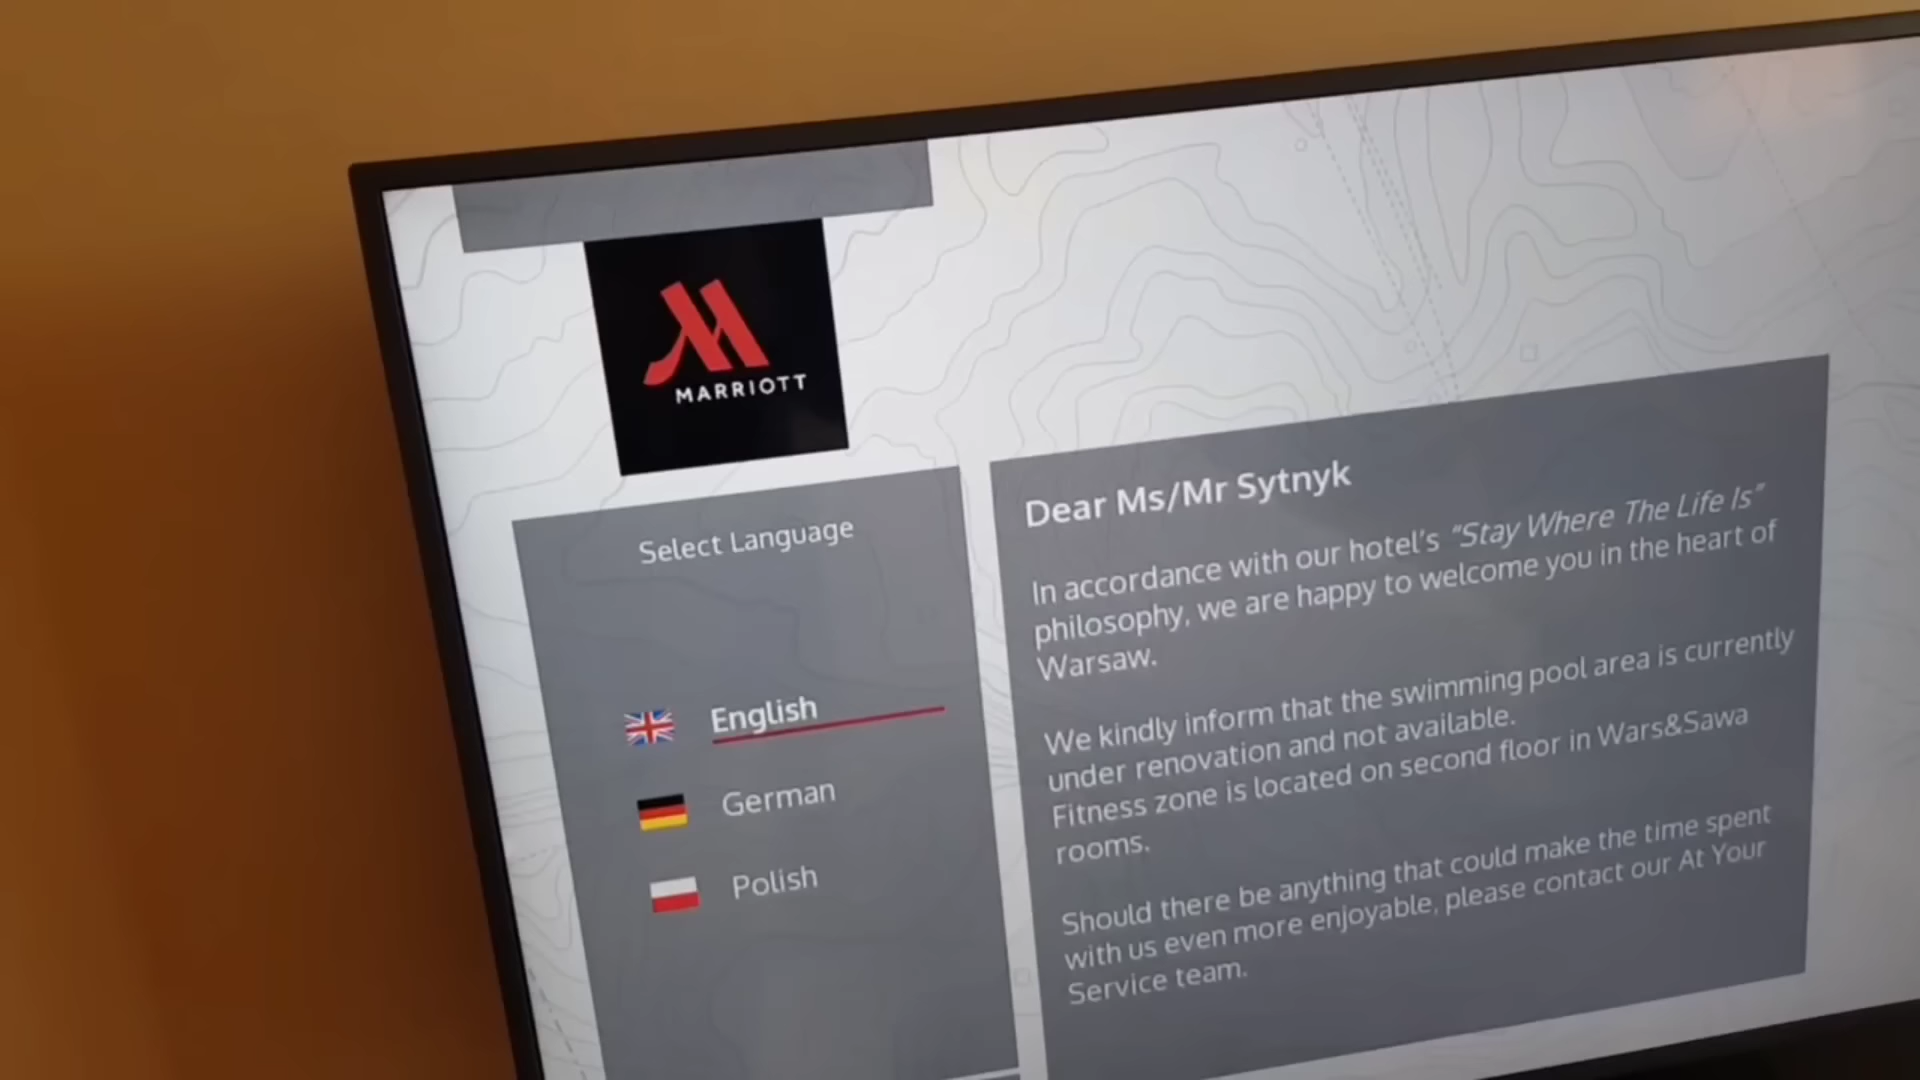 MARRIOTT
Select Language
English
German
Polish
Dear Ms/Mr Sytnyk
In accordance with our hotel's “Stay Where The Life Is”
philosophy, we are happy to welcome you in the heart of
Warsaw.
We kindly inform that the swimming pool area is currently
under renovation and not available.
Fitness zone is located on second floor in Wars&Sawa
rooms.
Should there be anything that could make the time spent
with us even more enjoyable, please contact our At Your
Service team.